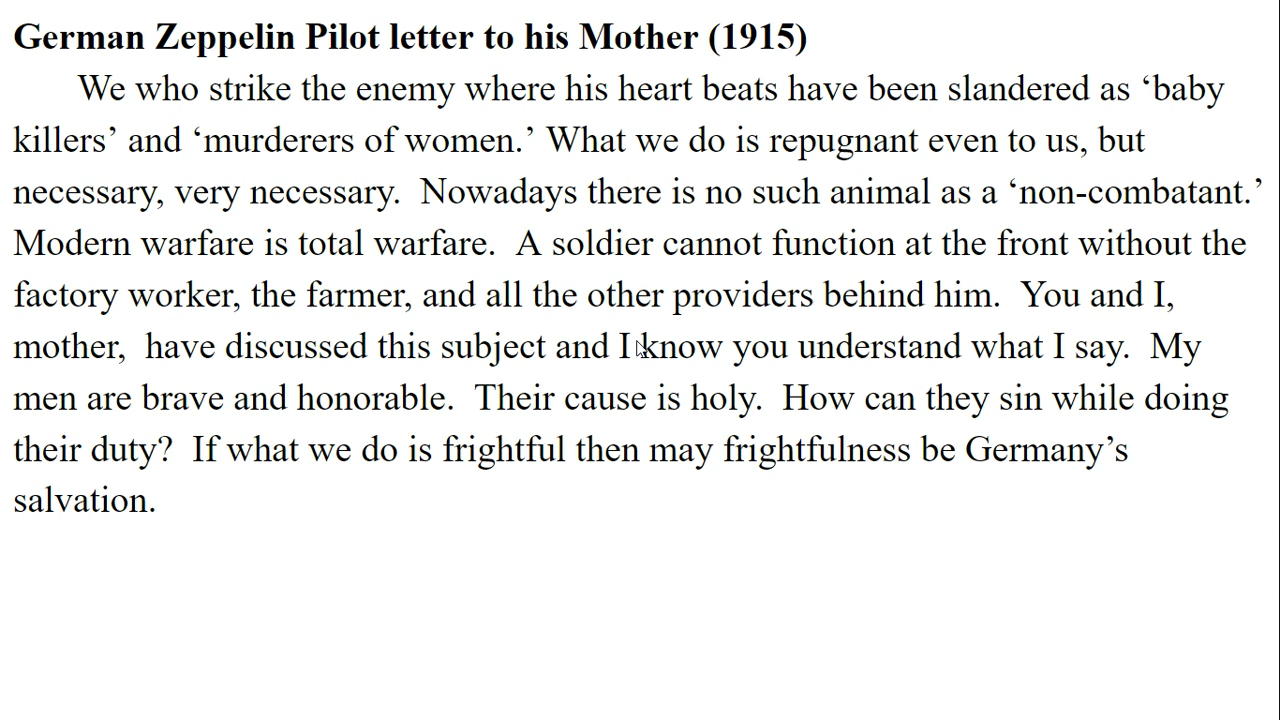 German Zeppelin Pilot letter to his Mother (1915)
We who strike the enemy where his heart beats have been slandered as ‘baby
killers’ and ‘murderers of women.’ What we do is repugnant even to us, but
necessary, very necessary.  Nowadays there is no such animal as a ‘non-combatant.’
Modern warfare is total warfare.  A soldier cannot function at the front without the
factory worker, the farmer, and all the other providers behind him.  You and I,
mother,  have discussed this subject and I know you understand what I say.  My
men are brave and honorable.  Their cause is holy.  How can they sin while doing
their duty?  If what we do is frightful then may frightfulness be Germany’s
salvation.